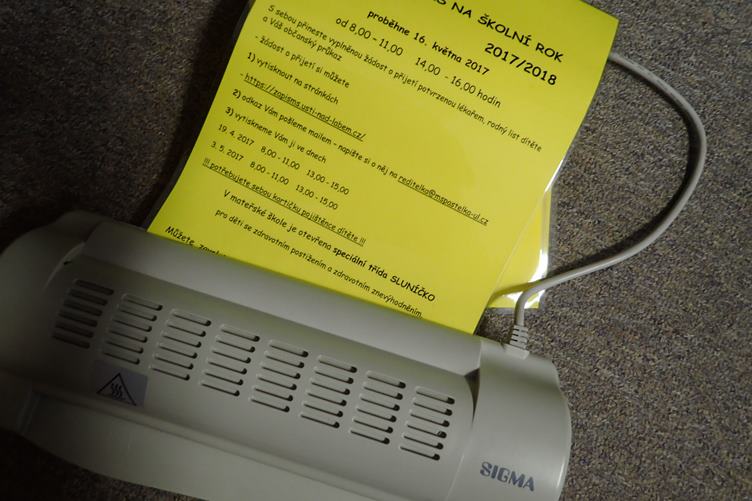 NA ŠKOLNÍ ROK
2017/2018
proběhne 16. května 2017
od 8,00 - 11,00 14,00 - 16,00 hodin
S sebou přineste vyplněnou žádost o přijetí potvrzenou lékařem, rodný list dítěte
a Váš občanský průkaz
- žádost o přijetí si můžete
1) vytisknout na stránkách
- https://zapisms.usti-nad-labem.cz/
2) odkaz Vám pošleme mailem - napište si o něj na reditelka@mspastelka-ul.cz
3) vytiskneme Vám ji ve dnech
19. 4. 2017 8,00 - 11,00 13,00 - 15,00
3. 5. 2017 8,00 - 11,00 13,00 - 15,00
!!! potřebujete sebou kartičku pojištěnce dítěte !!!
V mateřské škole je otevřena speciální třída SLUNÍČKO
pro děti se zdravotním postižením a zdravotním znevýhodněním.
Můžete
SIGMA